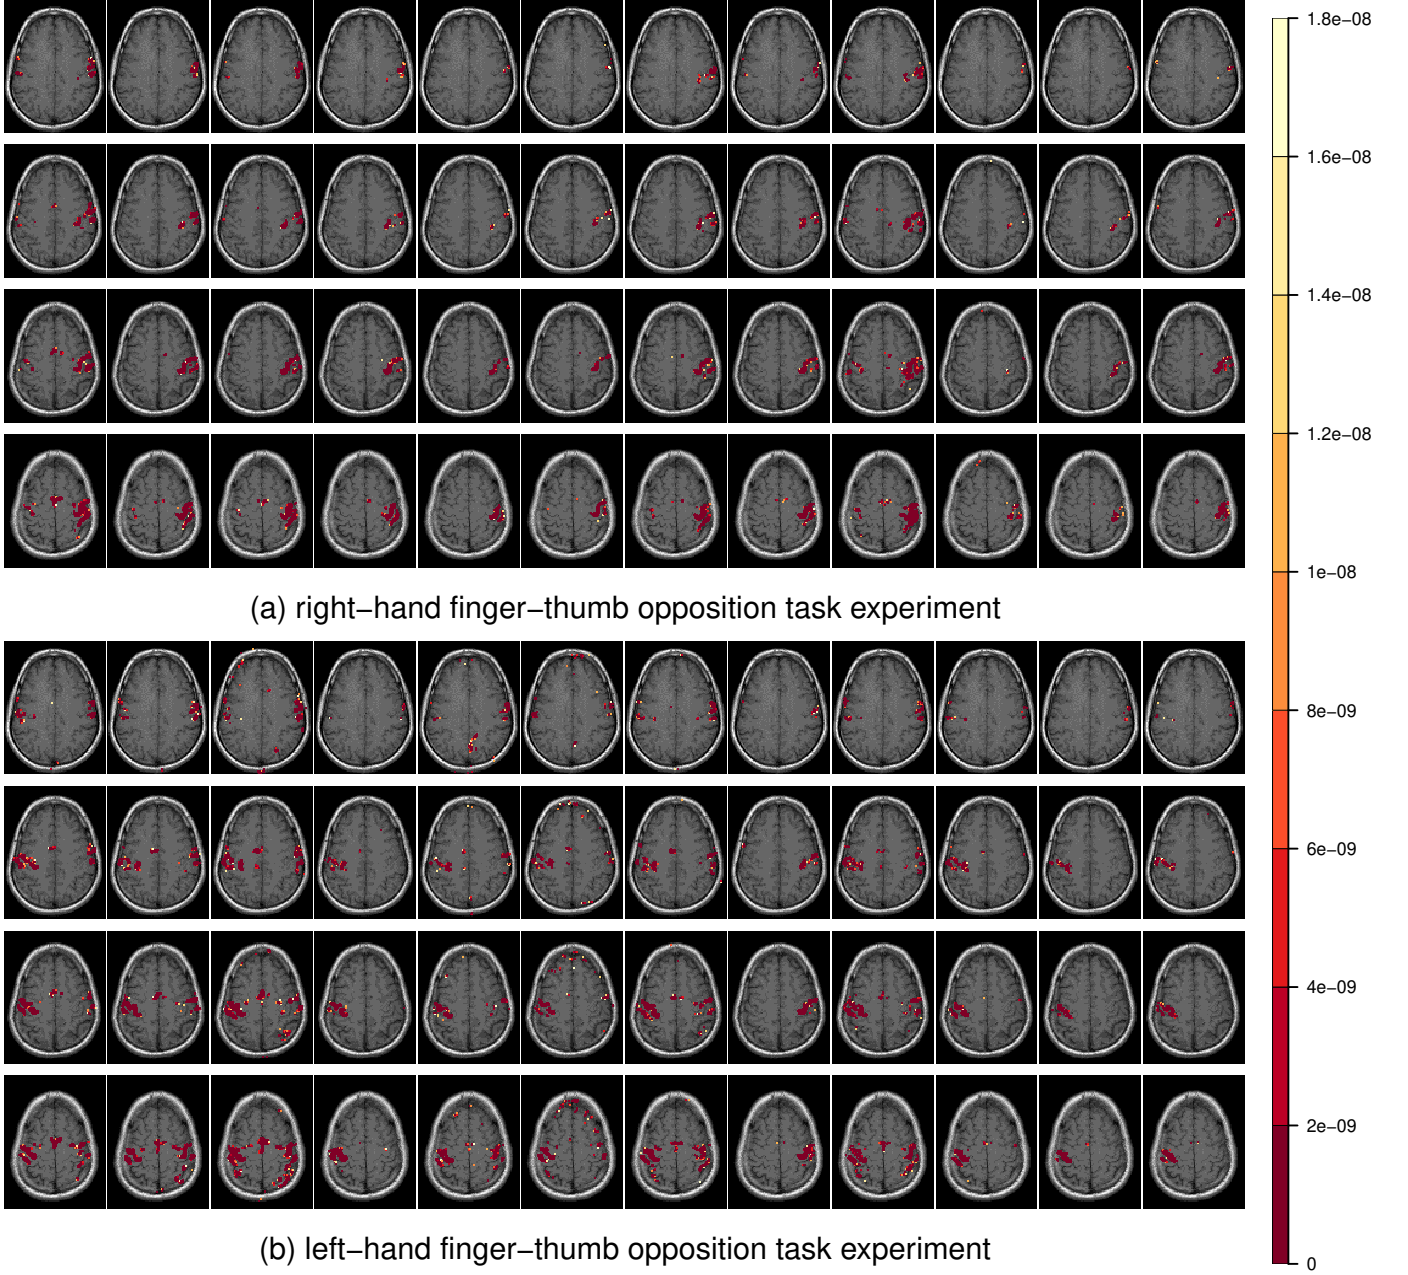 1.8e−08
1.6e−08
1.4e−08
1.2e−08
1e−08
8e−09
6e−09
4e−09
2e−09
0
(a) right−hand finger−thumb opposition task experiment
(b) left−hand finger−thumb opposition task experiment